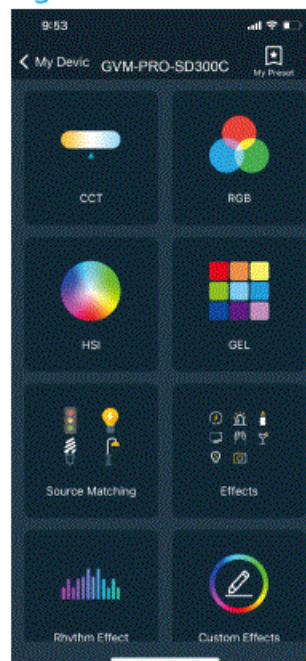 9:53
My Devic GVM-PRO-SD300C
My Preset
CCT RGB
HSI GEL
Source Matching Effects
Rhythm Effect Custom Effects